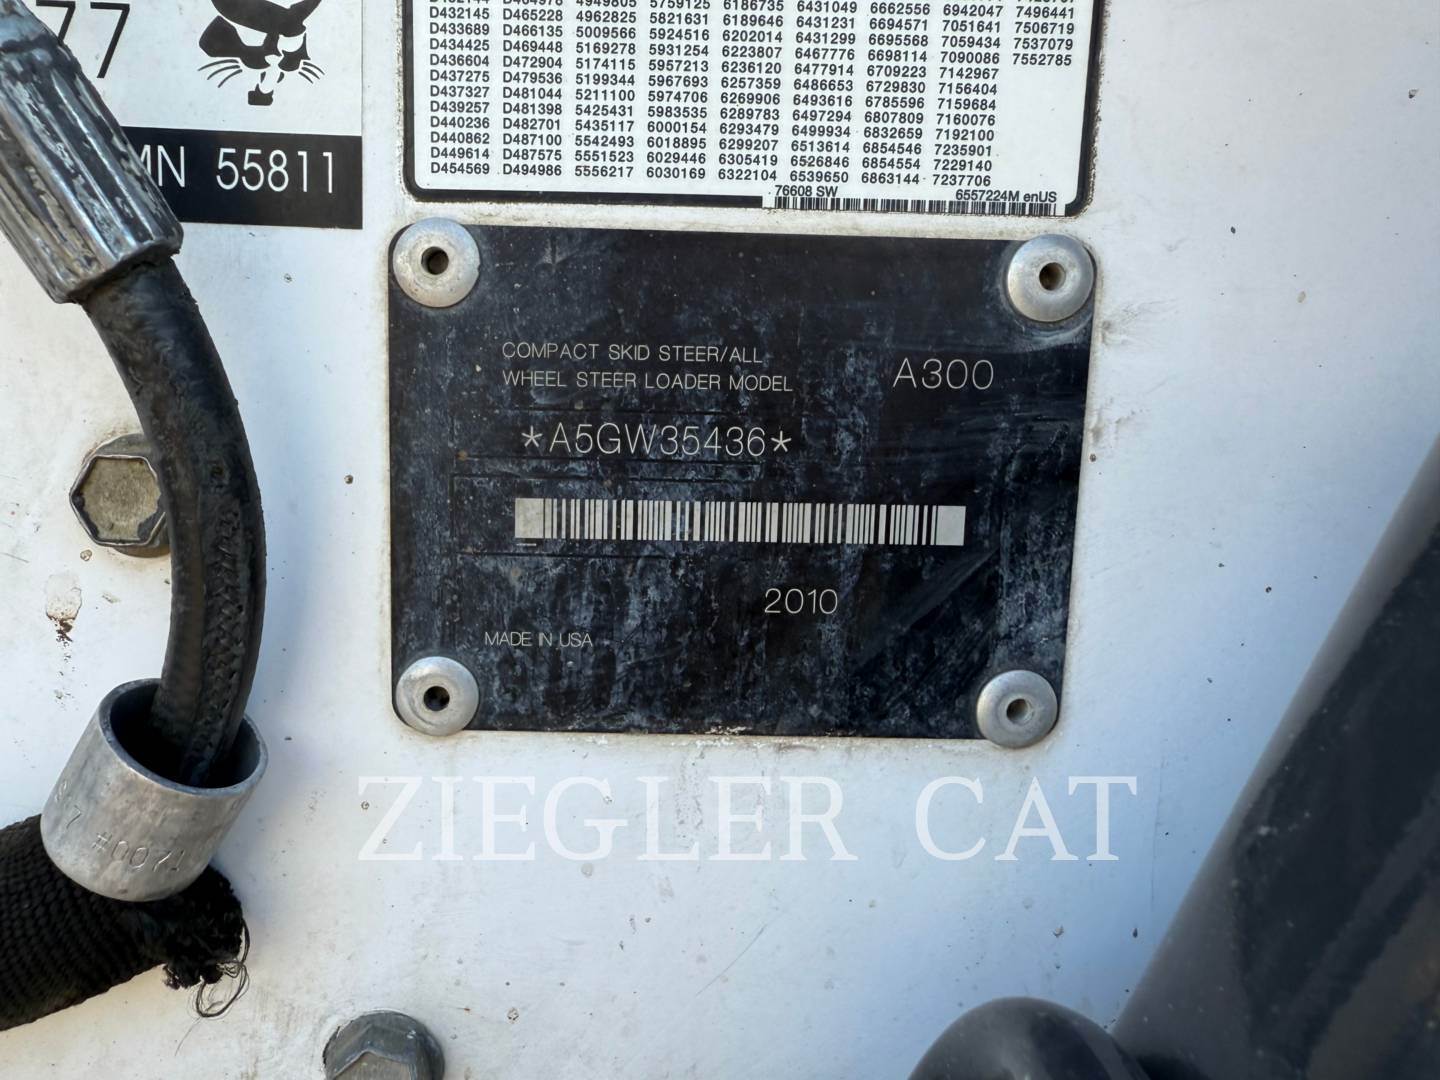 77
MN 55811
D432145 D465228 4962825 5821631 6189646 6431231 6694571 7051641 7506719
D433689 D466135 5009566 5924516 6202014 6431299 6695568 7059434 7537079
D434425 D469448 5169278 5931254 6223807 6467776 6698114 7090086 7552785
D436604 D472904 5174115 5957213 6236120 6477914 6709223 7142967
D437275 D479536 5199344 5967693 6257359 6486653 6729830 7156404
D437327 D481044 5211100 5974706 6269906 6493616 6785596 7159684
D439257 D481398 5425431 5983535 6289783 6497294 6807809 7160076
D440236 D482701 5435117 6000154 6293479 6499934 6832659 7192100
D440862 D487100 5542493 6018895 6299207 6513614 6854546 7235901
D449614 D487575 5551523 6029446 6305419 6526846 6854554 7229140
D454569 D494986 5556217 6030169 6322104 6539650 6863144 7237706
76608 SW 6557224M enUS
COMPACT SKID STEER/ALL
WHEEL STEER LOADER MODEL A300
*A5GW35436*
2010
MADE IN USA
ZIEGLER CAT